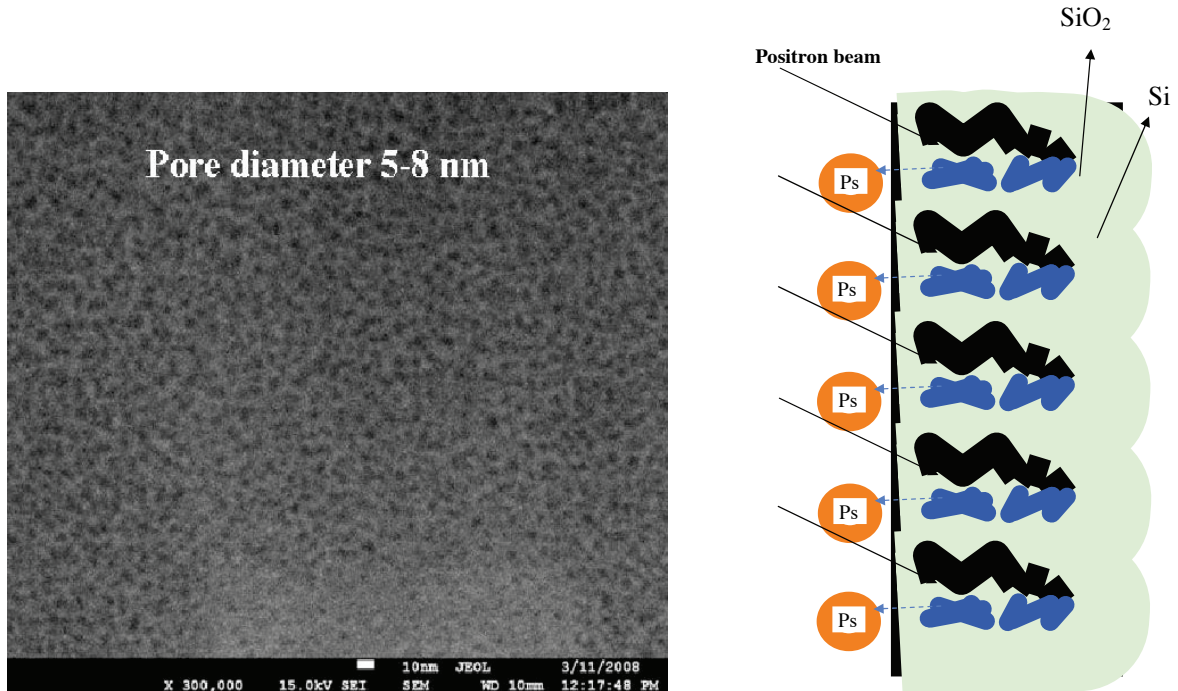 Pore diameter 5-8 nm
10nm JEOL 3/11/2008
X 300,000 15.0kV SEI SEM WD 10mm 12:17:48 PM
SiO₂
Positron beam
Si
Ps
Ps
Ps
Ps
Ps